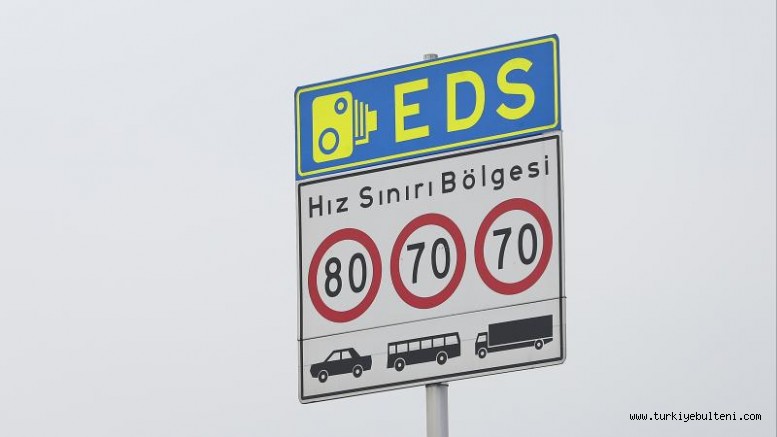 EDS
Hız Sınırı Bölgesi
80 70 70
www.turkiyebulteni.com